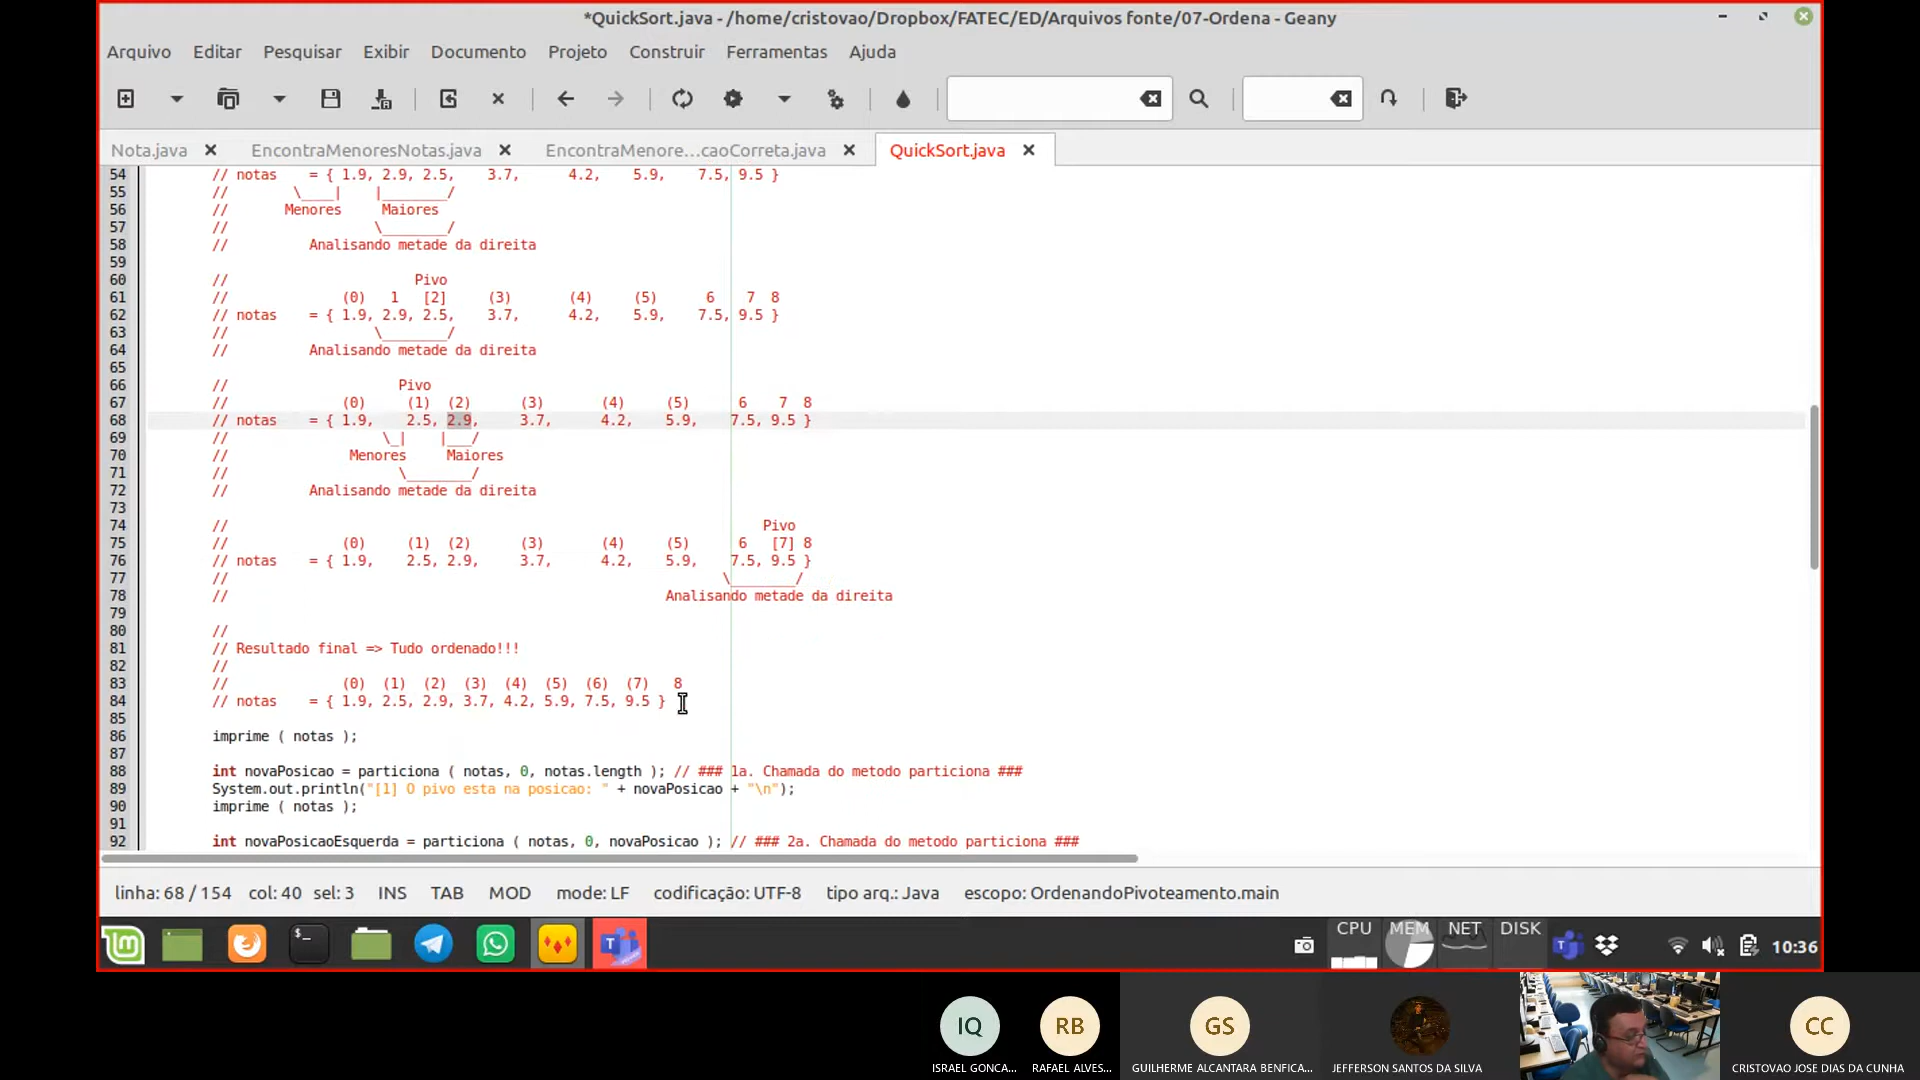 *QuickSort.java - /home/cristovao/Dropbox/FATEC/ED/Arquivos fonte/07-Ordena - Geany
Arquivo Editar Pesquisar Exibir Documento Projeto Construir Ferramentas Ajuda
Nota.java EncontraMenoresNotas.java EncontraMenore...caoCorreta.java QuickSort.java
54 // notas = { 1.9, 2.9, 2.5, 3.7, 4.2, 5.9, 7.5, 9.5 }
55 // \____| |________/
56 // Menores Maiores
57 // \________/
58 // Analisando metade da direita
59
60 // Pivo
61 // (0) 1 [2] (3) (4) (5) 6 7 8
62 // notas = { 1.9, 2.9, 2.5, 3.7, 4.2, 5.9, 7.5, 9.5 }
63 // \________/
64 // Analisando metade da direita
65
66 // Pivo
67 // (0) (1) (2) (3) (4) (5) 6 7 8
68 // notas = { 1.9, 2.5, 2.9, 3.7, 4.2, 5.9, 7.5, 9.5 }
69 // \_| |___/
70 // Menores Maiores
71 // \________/
72 // Analisando metade da direita
73
74 // Pivo
75 // (0) (1) (2) (3) (4) (5) 6 [7] 8
76 // notas = { 1.9, 2.5, 2.9, 3.7, 4.2, 5.9, 7.5, 9.5 }
77 // \________/
78 // Analisando metade da direita
79
80 //
81 // Resultado final => Tudo ordenado!!!
82 //
83 // (0) (1) (2) (3) (4) (5) (6) (7) 8
84 // notas = { 1.9, 2.5, 2.9, 3.7, 4.2, 5.9, 7.5, 9.5 }
85
86 imprime ( notas );
87
88 int novaPosicao = particiona ( notas, 0, notas.length ); // ### 1a. Chamada do metodo particiona ###
89 System.out.println("[1] O pivo esta na posicao: " + novaPosicao + "\n");
90 imprime ( notas );
91
92 int novaPosicaoEsquerda = particiona ( notas, 0, novaPosicao ); // ### 2a. Chamada do metodo particiona ###
linha: 68 / 154 col: 40 sel: 3 INS TAB MOD mode: LF codificação: UTF-8 tipo arq.: Java escopo: OrdenandoPivoteamento.main
CPU MEM NET DISK 10:36
IQ RB GS CC
ISRAEL GONCA... RAFAEL ALVES... GUILHERME ALCANTARA BENFICA... JEFFERSON SANTOS DA SILVA CRISTOVAO JOSE DIAS DA CUNHA